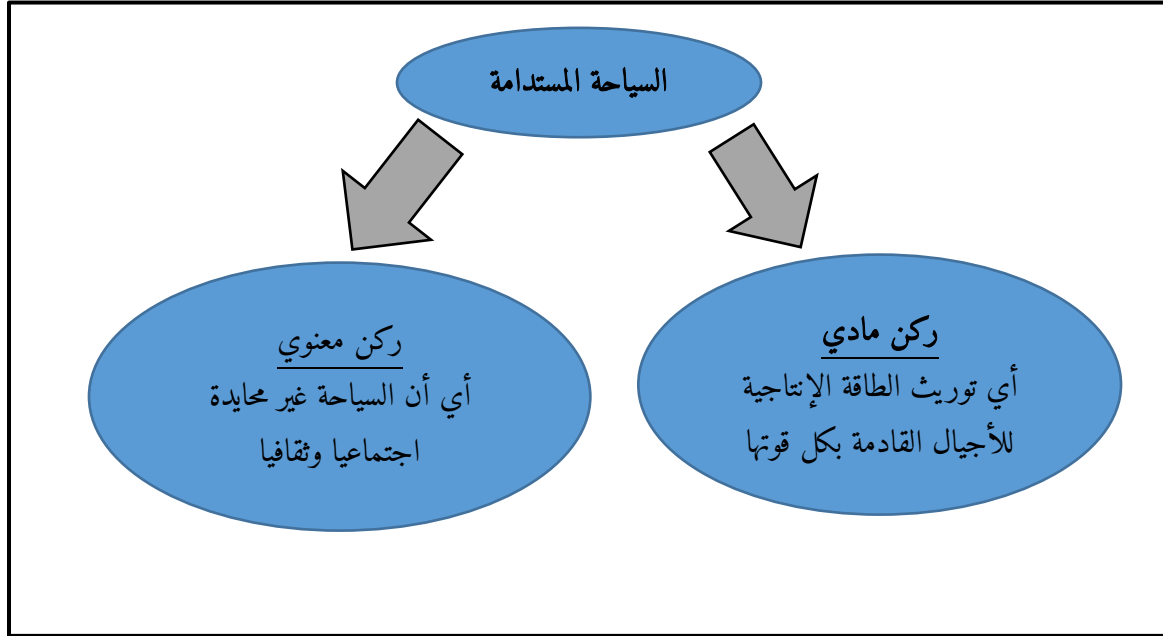 السياحة المستدامة
ركن مادي
أي توريث الطاقة الإنتاجية
للأجيال القادمة بكل قوتها
ركن معنوي
أي أن السياحة غير محايدة
اجتماعيا وثقافيا